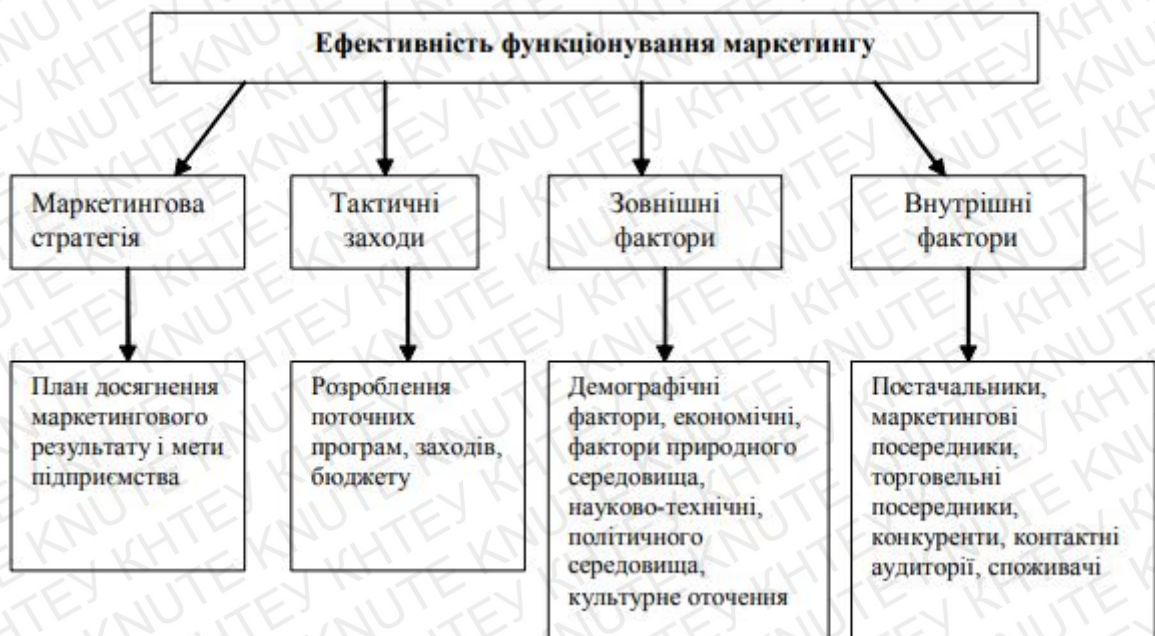 Ефективність функціонування маркетингу
Маркетингова
стратегія
Тактичні
заходи
Зовнішні
фактори
Внутрішні
фактори
План досягнення
маркетингового
результату і мети
підприємства
Розроблення
поточних
програм, заходів,
бюджету
Демографічні
фактори, економічні,
фактори природного
середовища,
науково-технічні,
політичного
середовища,
культурне оточення
Постачальники,
маркетингові
посередники,
торговельні
посередники,
конкуренти, контактні
аудиторії, споживачі